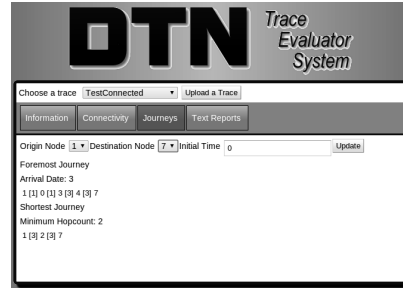 DTN Trace
Evaluator
System
Choose a trace TestConnected Upload a Trace
Information Connectivity Journeys Text Reports
Origin Node 1 Destination Node 7 Initial Time 0 Update
Foremost Journey
Arrival Date: 3
1 [1] 0 [1] 3 [3] 4 [3] 7
Shortest Journey
Minimum Hopcount: 2
1 [3] 2 [3] 7